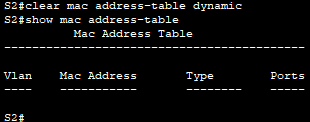 S2#clear mac address-table dynamic
S2#show mac address-table
          Mac Address Table
-------------------------------------------

Vlan    Mac Address       Type        Ports
----    -----------       --------    -----

S2#